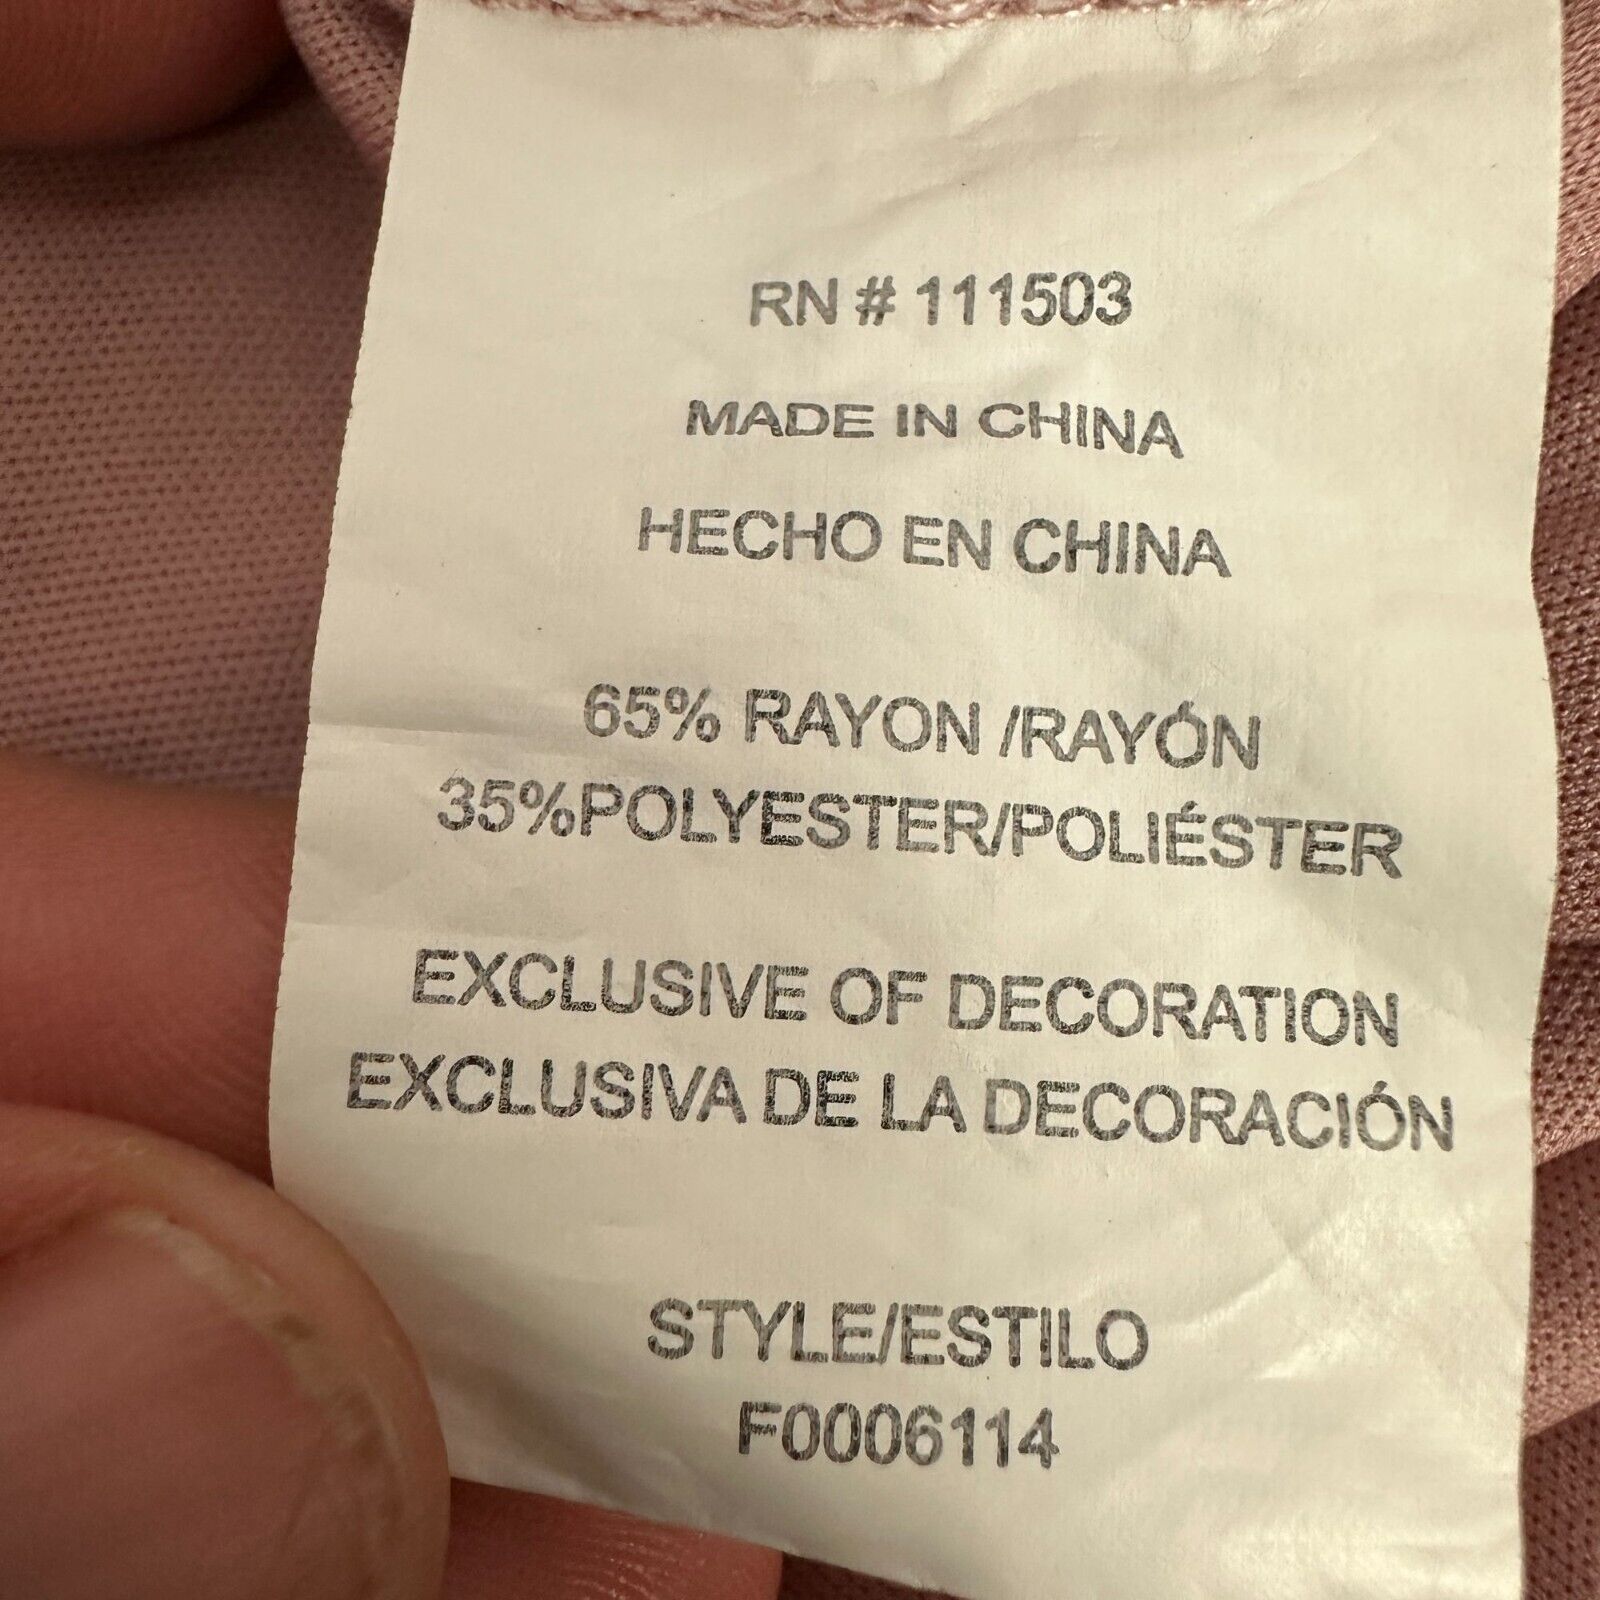 RN # 111503
MADE IN CHINA
HECHO EN CHINA
65% RAYON /RAYÓN
35%POLYESTER/POLIÉSTER
EXCLUSIVE OF DECORATION
EXCLUSIVA DE LA DECORACIÓN
STYLE/ESTILO
F0006114